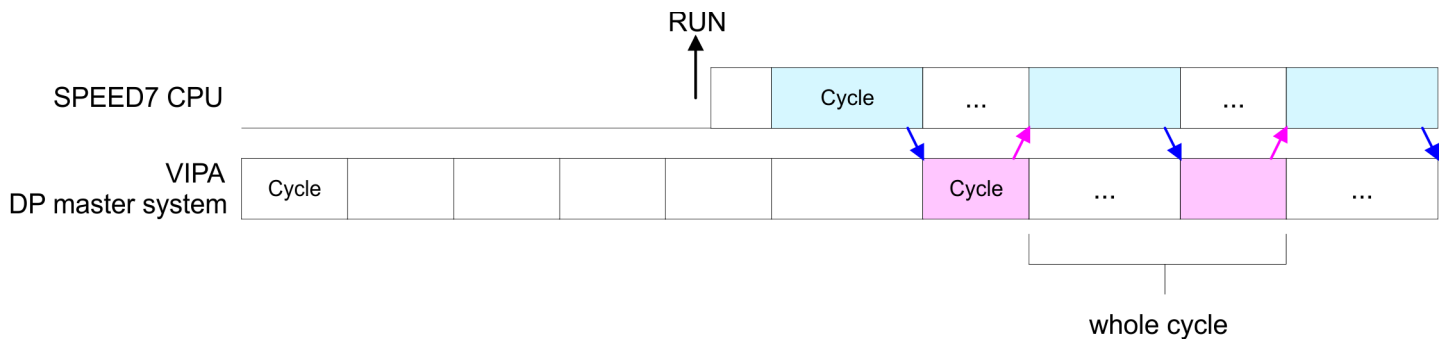 RUN
SPEED7 CPU
Cycle
...
...
VIPA
DP master system
Cycle
Cycle
...
...
whole cycle